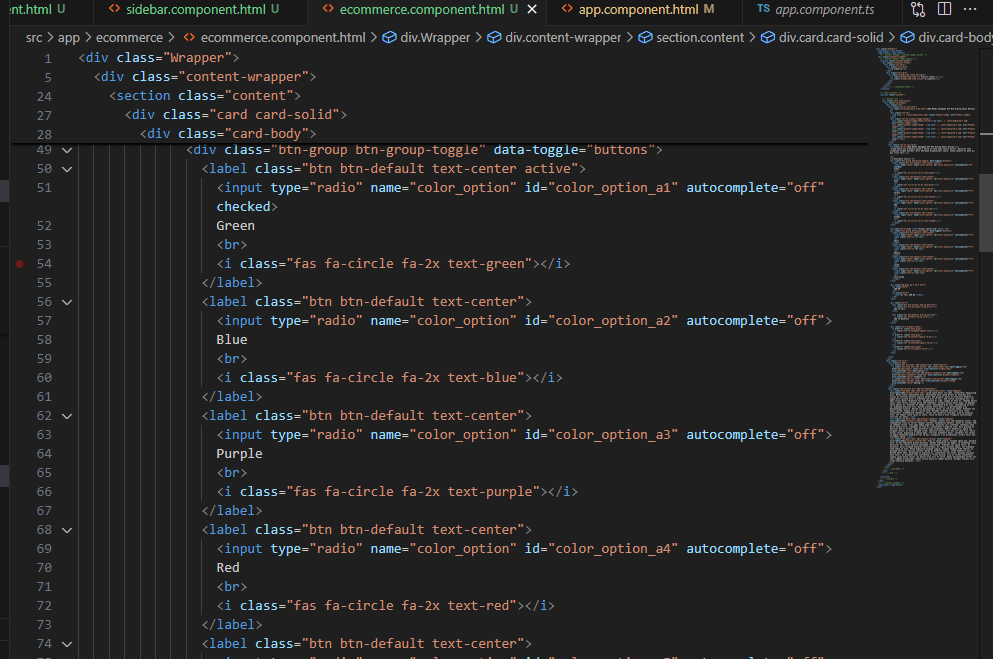 nt.html U
<> sidebar.component.html U
<> ecommerce.component.html U ×
<> app.component.html M
TS app.component.ts
src > app > ecommerce > <> ecommerce.component.html > div.Wrapper > div.content-wrapper > section.content > div.card.card-solid > div.card-body
1 <div class="Wrapper">
5 <div class="content-wrapper">
24 <section class="content">
27 <div class="card card-solid">
28 <div class="card-body">
49 <div class="btn-group btn-group-toggle" data-toggle="buttons">
50 <label class="btn btn-default text-center active">
51 <input type="radio" name="color_option" id="color_option_a1" autocomplete="off"
checked>
52 Green
53 <br>
54 <i class="fas fa-circle fa-2x text-green"></i>
55 </label>
56 <label class="btn btn-default text-center">
57 <input type="radio" name="color_option" id="color_option_a2" autocomplete="off">
58 Blue
59 <br>
60 <i class="fas fa-circle fa-2x text-blue"></i>
61 </label>
62 <label class="btn btn-default text-center">
63 <input type="radio" name="color_option" id="color_option_a3" autocomplete="off">
64 Purple
65 <br>
66 <i class="fas fa-circle fa-2x text-purple"></i>
67 </label>
68 <label class="btn btn-default text-center">
69 <input type="radio" name="color_option" id="color_option_a4" autocomplete="off">
70 Red
71 <br>
72 <i class="fas fa-circle fa-2x text-red"></i>
73 </label>
74 <label class="btn btn-default text-center">